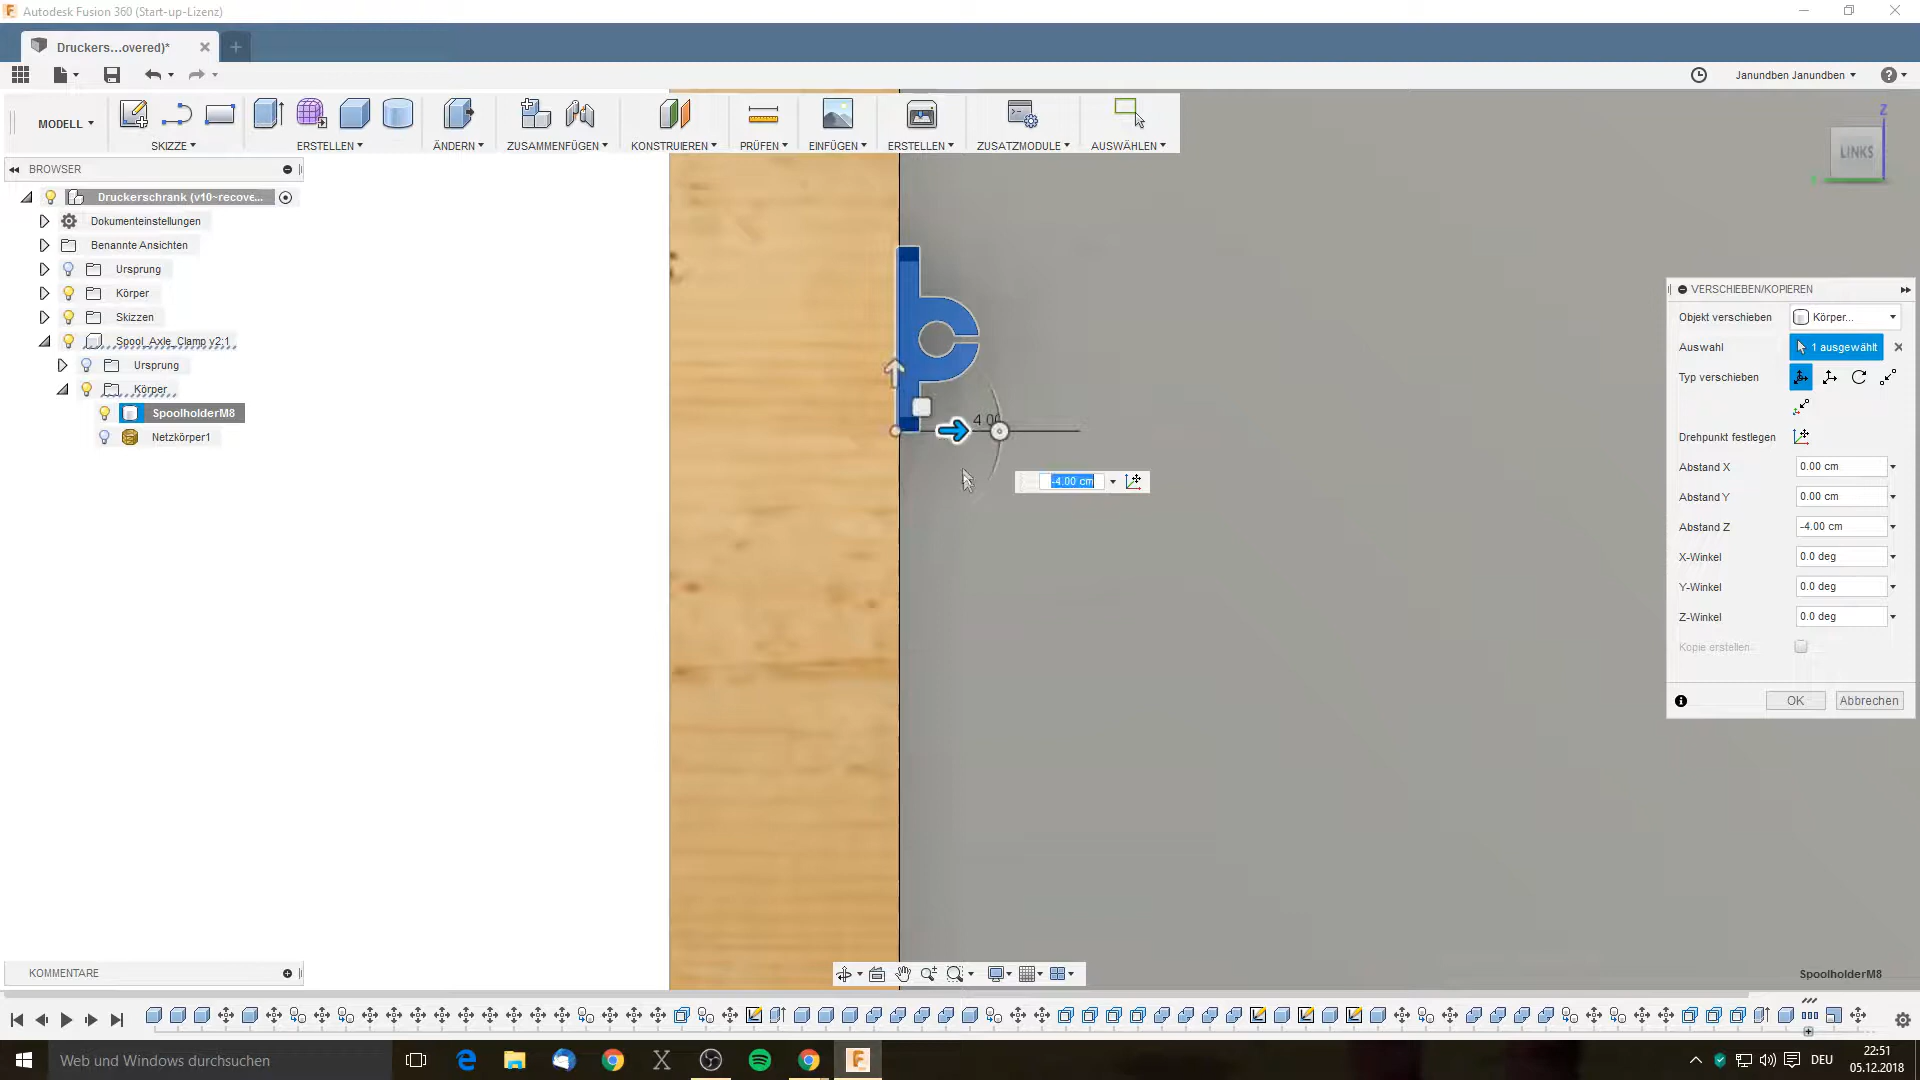 Autodesk Fusion 360 (Start-up-Lizenz)
Druckers...overed)*
Janundben Janundben
MODELL
SKIZZE
ERSTELLEN
ÄNDERN
ZUSAMMENFÜGEN
KONSTRUIEREN
PRÜFEN
EINFÜGEN
ERSTELLEN
ZUSATZMODULE
AUSWÄHLEN
Z
LINKS
BROWSER
Druckerschrank (v10~recove...
Dokumenteinstellungen
Benannte Ansichten
Ursprung
Körper
Skizzen
Spool_Axle_Clamp v2:1
Ursprung
Körper
SpoolholderM8
Netzkörper1
4.00
-4.00 cm
VERSCHIEBEN/KOPIEREN
Objekt verschieben Körper...
Auswahl 1 ausgewählt
Typ verschieben
Drehpunkt festlegen
Abstand X 0.00 cm
Abstand Y 0.00 cm
Abstand Z -4.00 cm
X-Winkel 0.0 deg
Y-Winkel 0.0 deg
Z-Winkel 0.0 deg
Kopie erstellen
OK Abbrechen
KOMMENTARE
SpoolholderM8
Web und Windows durchsuchen
DEU
22:51
05.12.2018